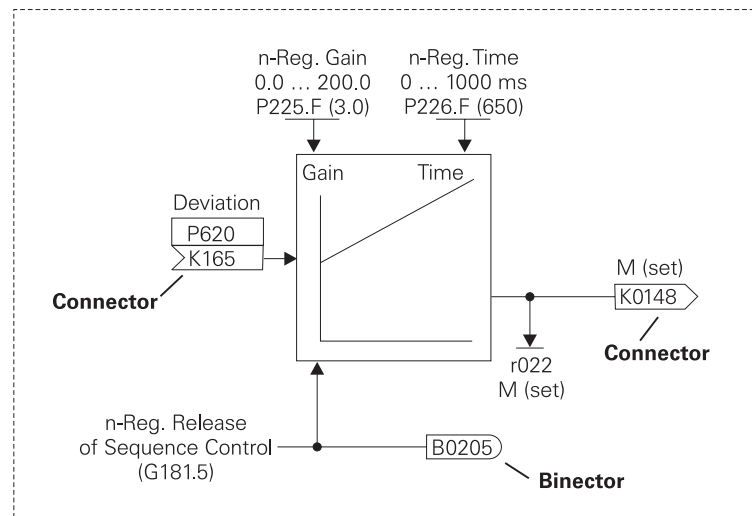 n-Reg. Gain
0.0 ... 200.0
P225.F (3.0)
n-Reg. Time
0 ... 1000 ms
P226.F (650)
Gain
Time
Deviation
P620
K165
Connector
M (set)
K0148
Connector
r022
M (set)
n-Reg. Release
of Sequence Control
(G181.5)
B0205
Binector